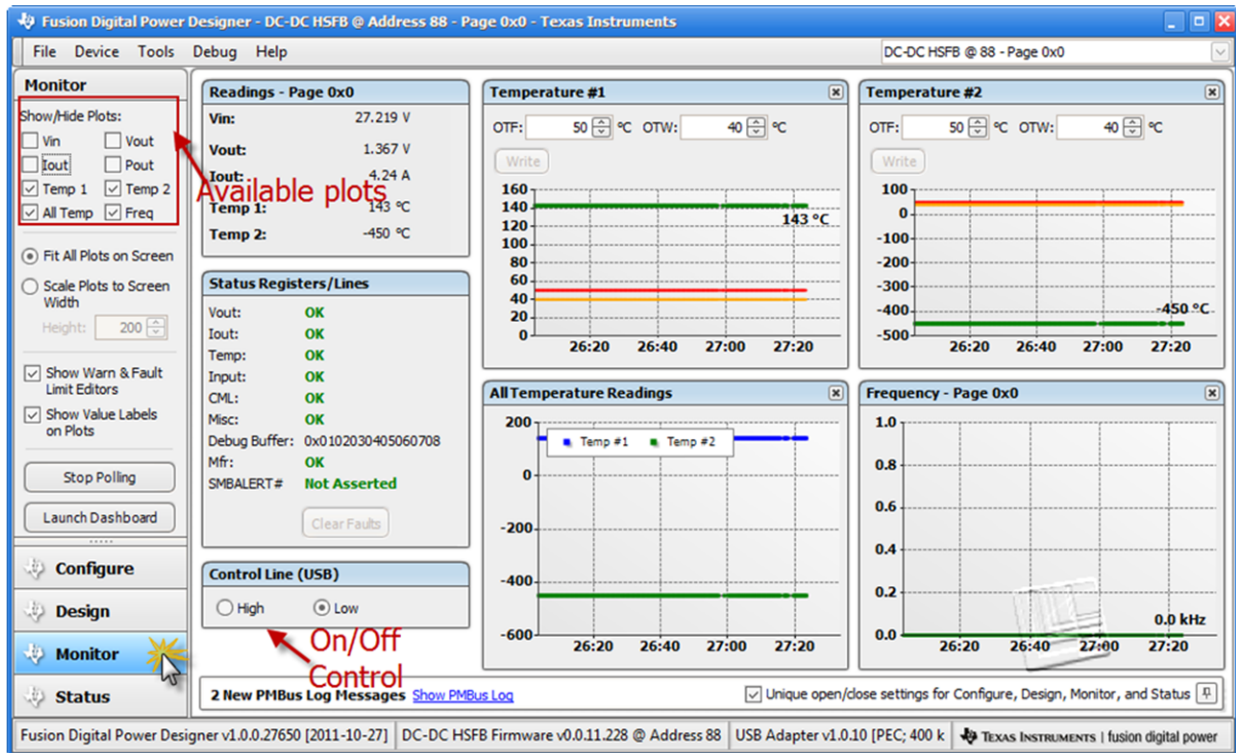 Fusion Digital Power Designer - DC-DC HSFB @ Address 88 - Page 0x0 - Texas Instruments
File Device Tools Debug Help
DC-DC HSFB @ 88 - Page 0x0
Monitor
Show/Hide Plots:
Vin Vout
Iout Pout
Temp 1 Temp 2
All Temp Freq
Available plots
Fit All Plots on Screen
Scale Plots to Screen
Width
Height: 200
Show Warn & Fault
Limit Editors
Show Value Labels
on Plots
Stop Polling
Launch Dashboard
Configure
Design
Monitor
Status
Readings - Page 0x0
Vin: 27.219 V
Vout: 1.367 V
Iout: 4.24 A
Temp 1: 143 °C
Temp 2: -450 °C
Status Registers/Lines
Vout: OK
Iout: OK
Temp: OK
Input: OK
CML: OK
Misc: OK
Debug Buffer: 0x0102030405060708
Mfr: OK
SMBALERT# Not Asserted
Clear Faults
Control Line (USB)
High Low
On/Off
Control
Temperature #1
OTF: 50 °C OTW: 40 °C
Write
160
140
120
100
80
60
40
20
0
143 °C
26:20 26:40 27:00 27:20
Temperature #2
OTF: 50 °C OTW: 40 °C
Write
100
0
-100
-200
-300
-400
-500
-450 °C
26:20 26:40 27:00 27:20
All Temperature Readings
200
0
-200
-400
-600
Temp #1 Temp #2
26:20 26:40 27:00 27:20
Frequency - Page 0x0
1.0
0.8
0.6
0.4
0.2
0.0
0.0 kHz
26:20 26:40 27:00 27:20
2 New PMBus Log Messages Show PMBus Log
Unique open/close settings for Configure, Design, Monitor, and Status
Fusion Digital Power Designer v1.0.0.27650 [2011-10-27] DC-DC HSFB Firmware v0.0.11.228 @ Address 88 USB Adapter v1.0.10 [PEC; 400 k TEXAS INSTRUMENTS | fusion digital power